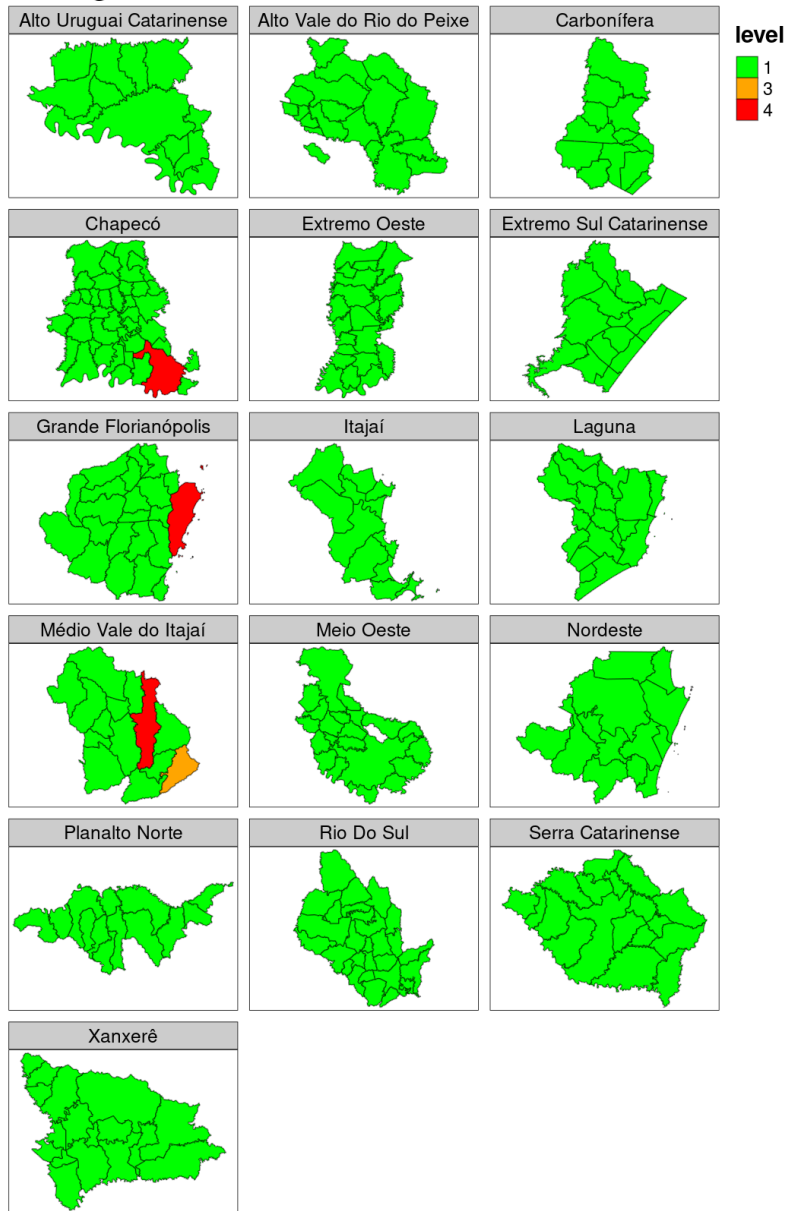 Alto Uruguai Catarinense
Alto Vale do Rio do Peixe
Carbonífera
level
1
3
4
Chapecó
Extremo Oeste
Extremo Sul Catarinense
Grande Florianópolis
Itajaí
Laguna
Médio Vale do Itajaí
Meio Oeste
Nordeste
Planalto Norte
Rio Do Sul
Serra Catarinense
Xanxerê